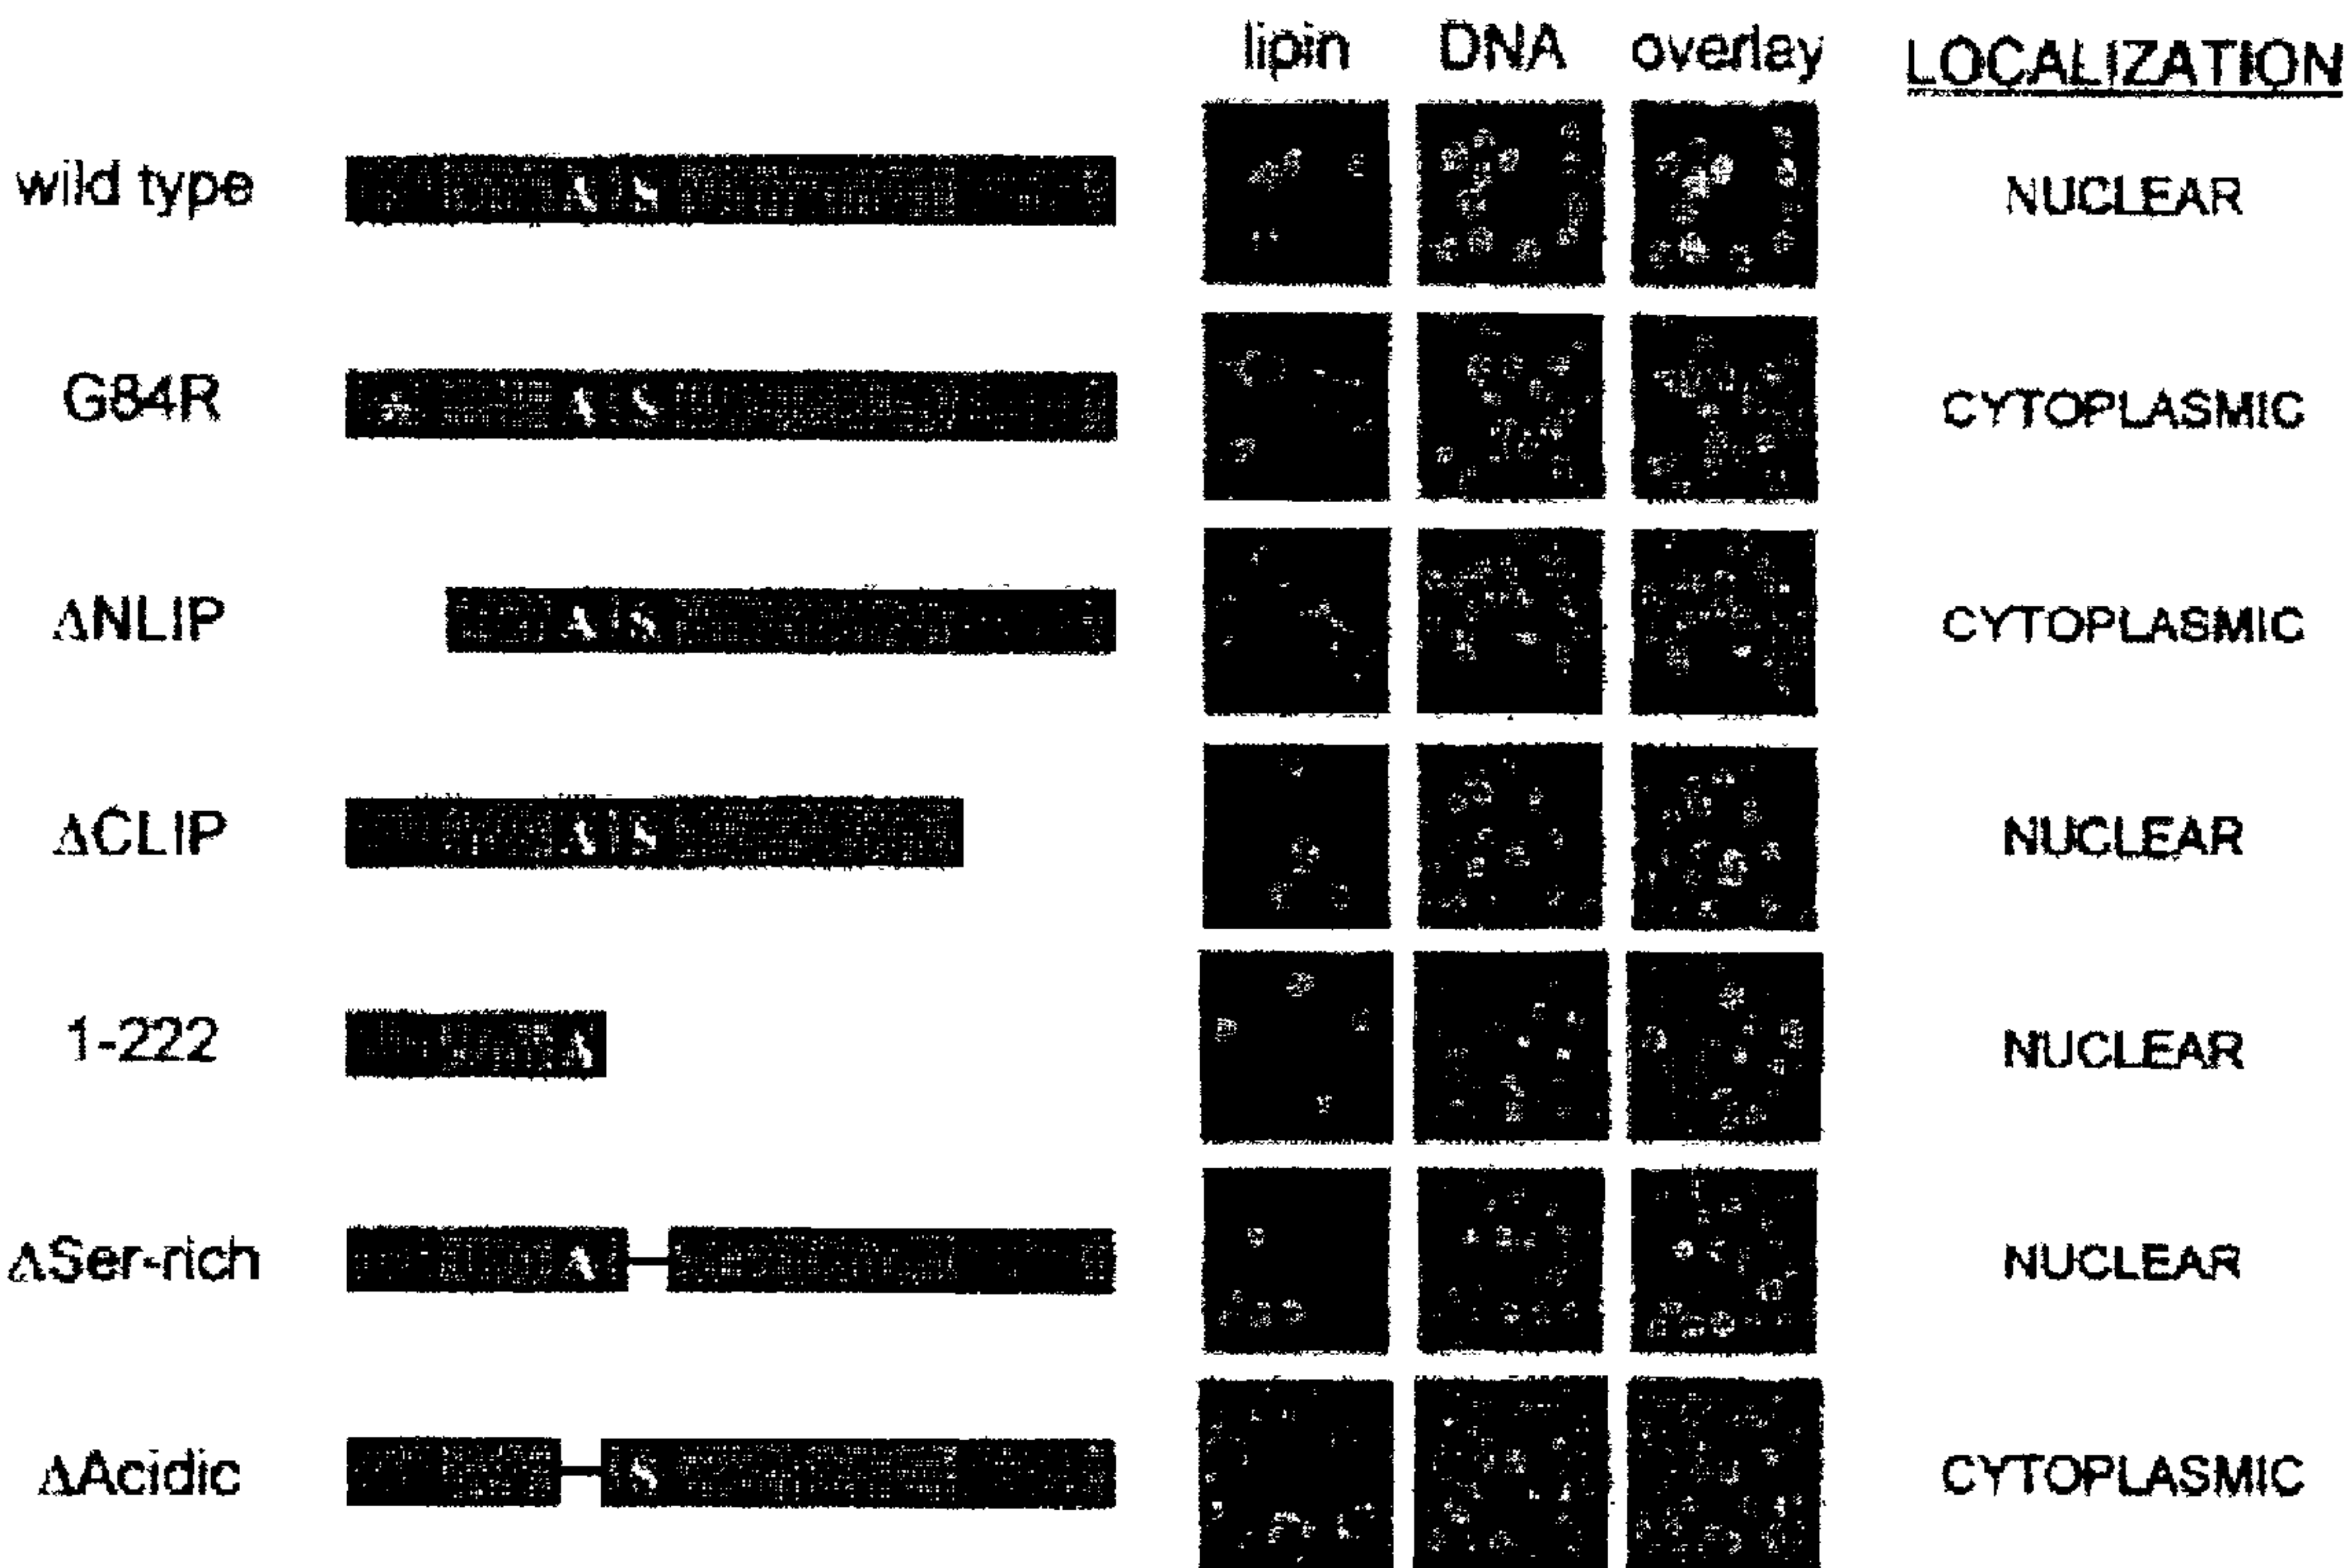 lipin DNA overlay LOCALIZATION
wild type A S NUCLEAR
G84R A S CYTOPLASMIC
ΔNLIP A S CYTOPLASMIC
ΔCLIP A S NUCLEAR
1-222 A NUCLEAR
ΔSer-rich A NUCLEAR
ΔAcidic S CYTOPLASMIC